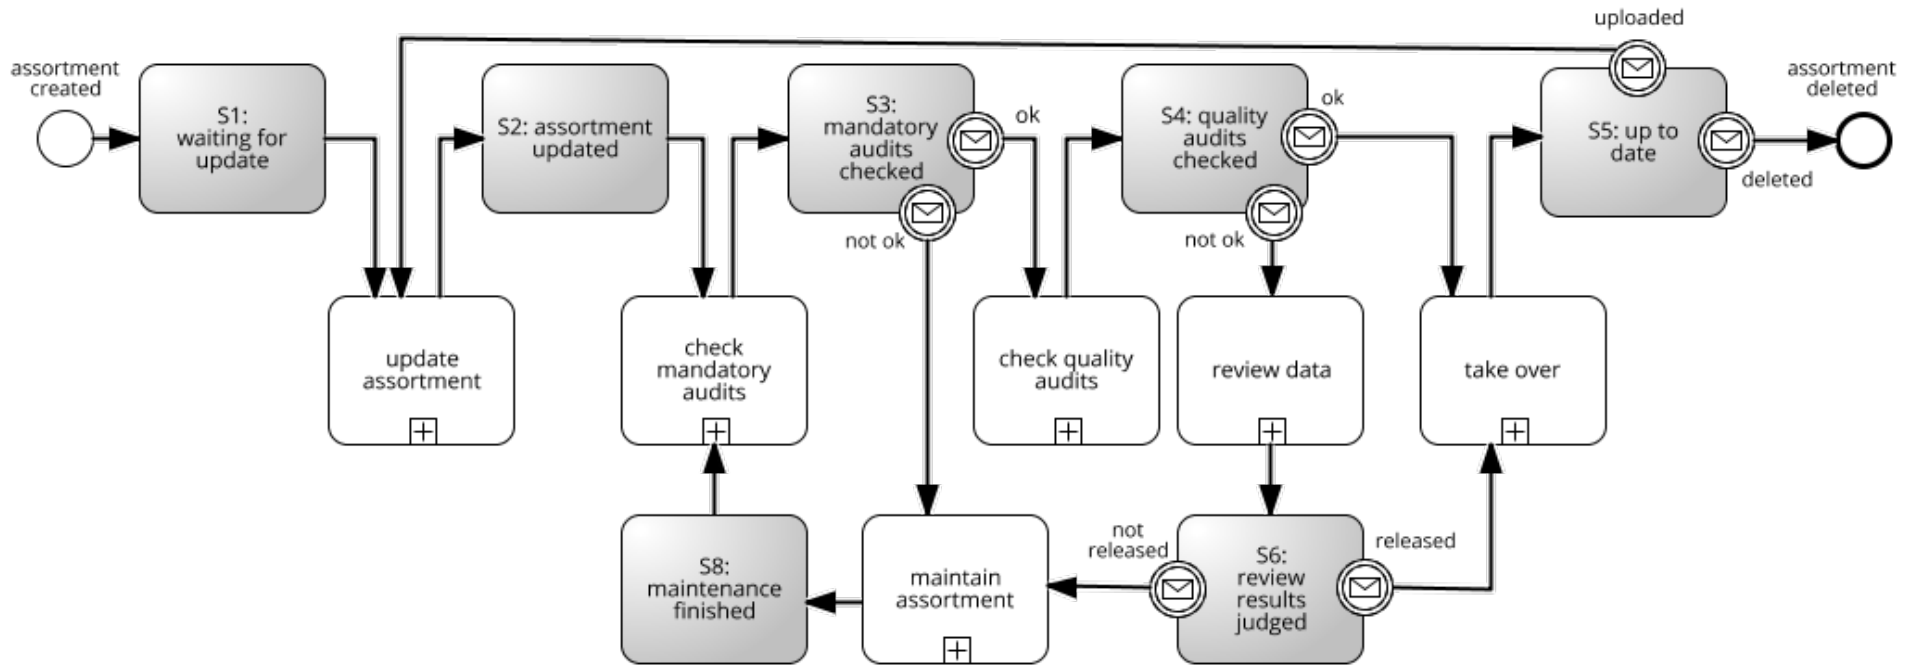 uploaded
assortment
created
S1:
waiting for
update
S2: assortment
updated
S3:
mandatory
audits
checked
ok
not ok
S4: quality
audits
checked
ok
not ok
S5: up to
date
deleted
assortment
deleted
update
assortment
check
mandatory
audits
check quality
audits
review data
take over
S8:
maintenance
finished
maintain
assortment
not
released
S6:
review
results
judged
released